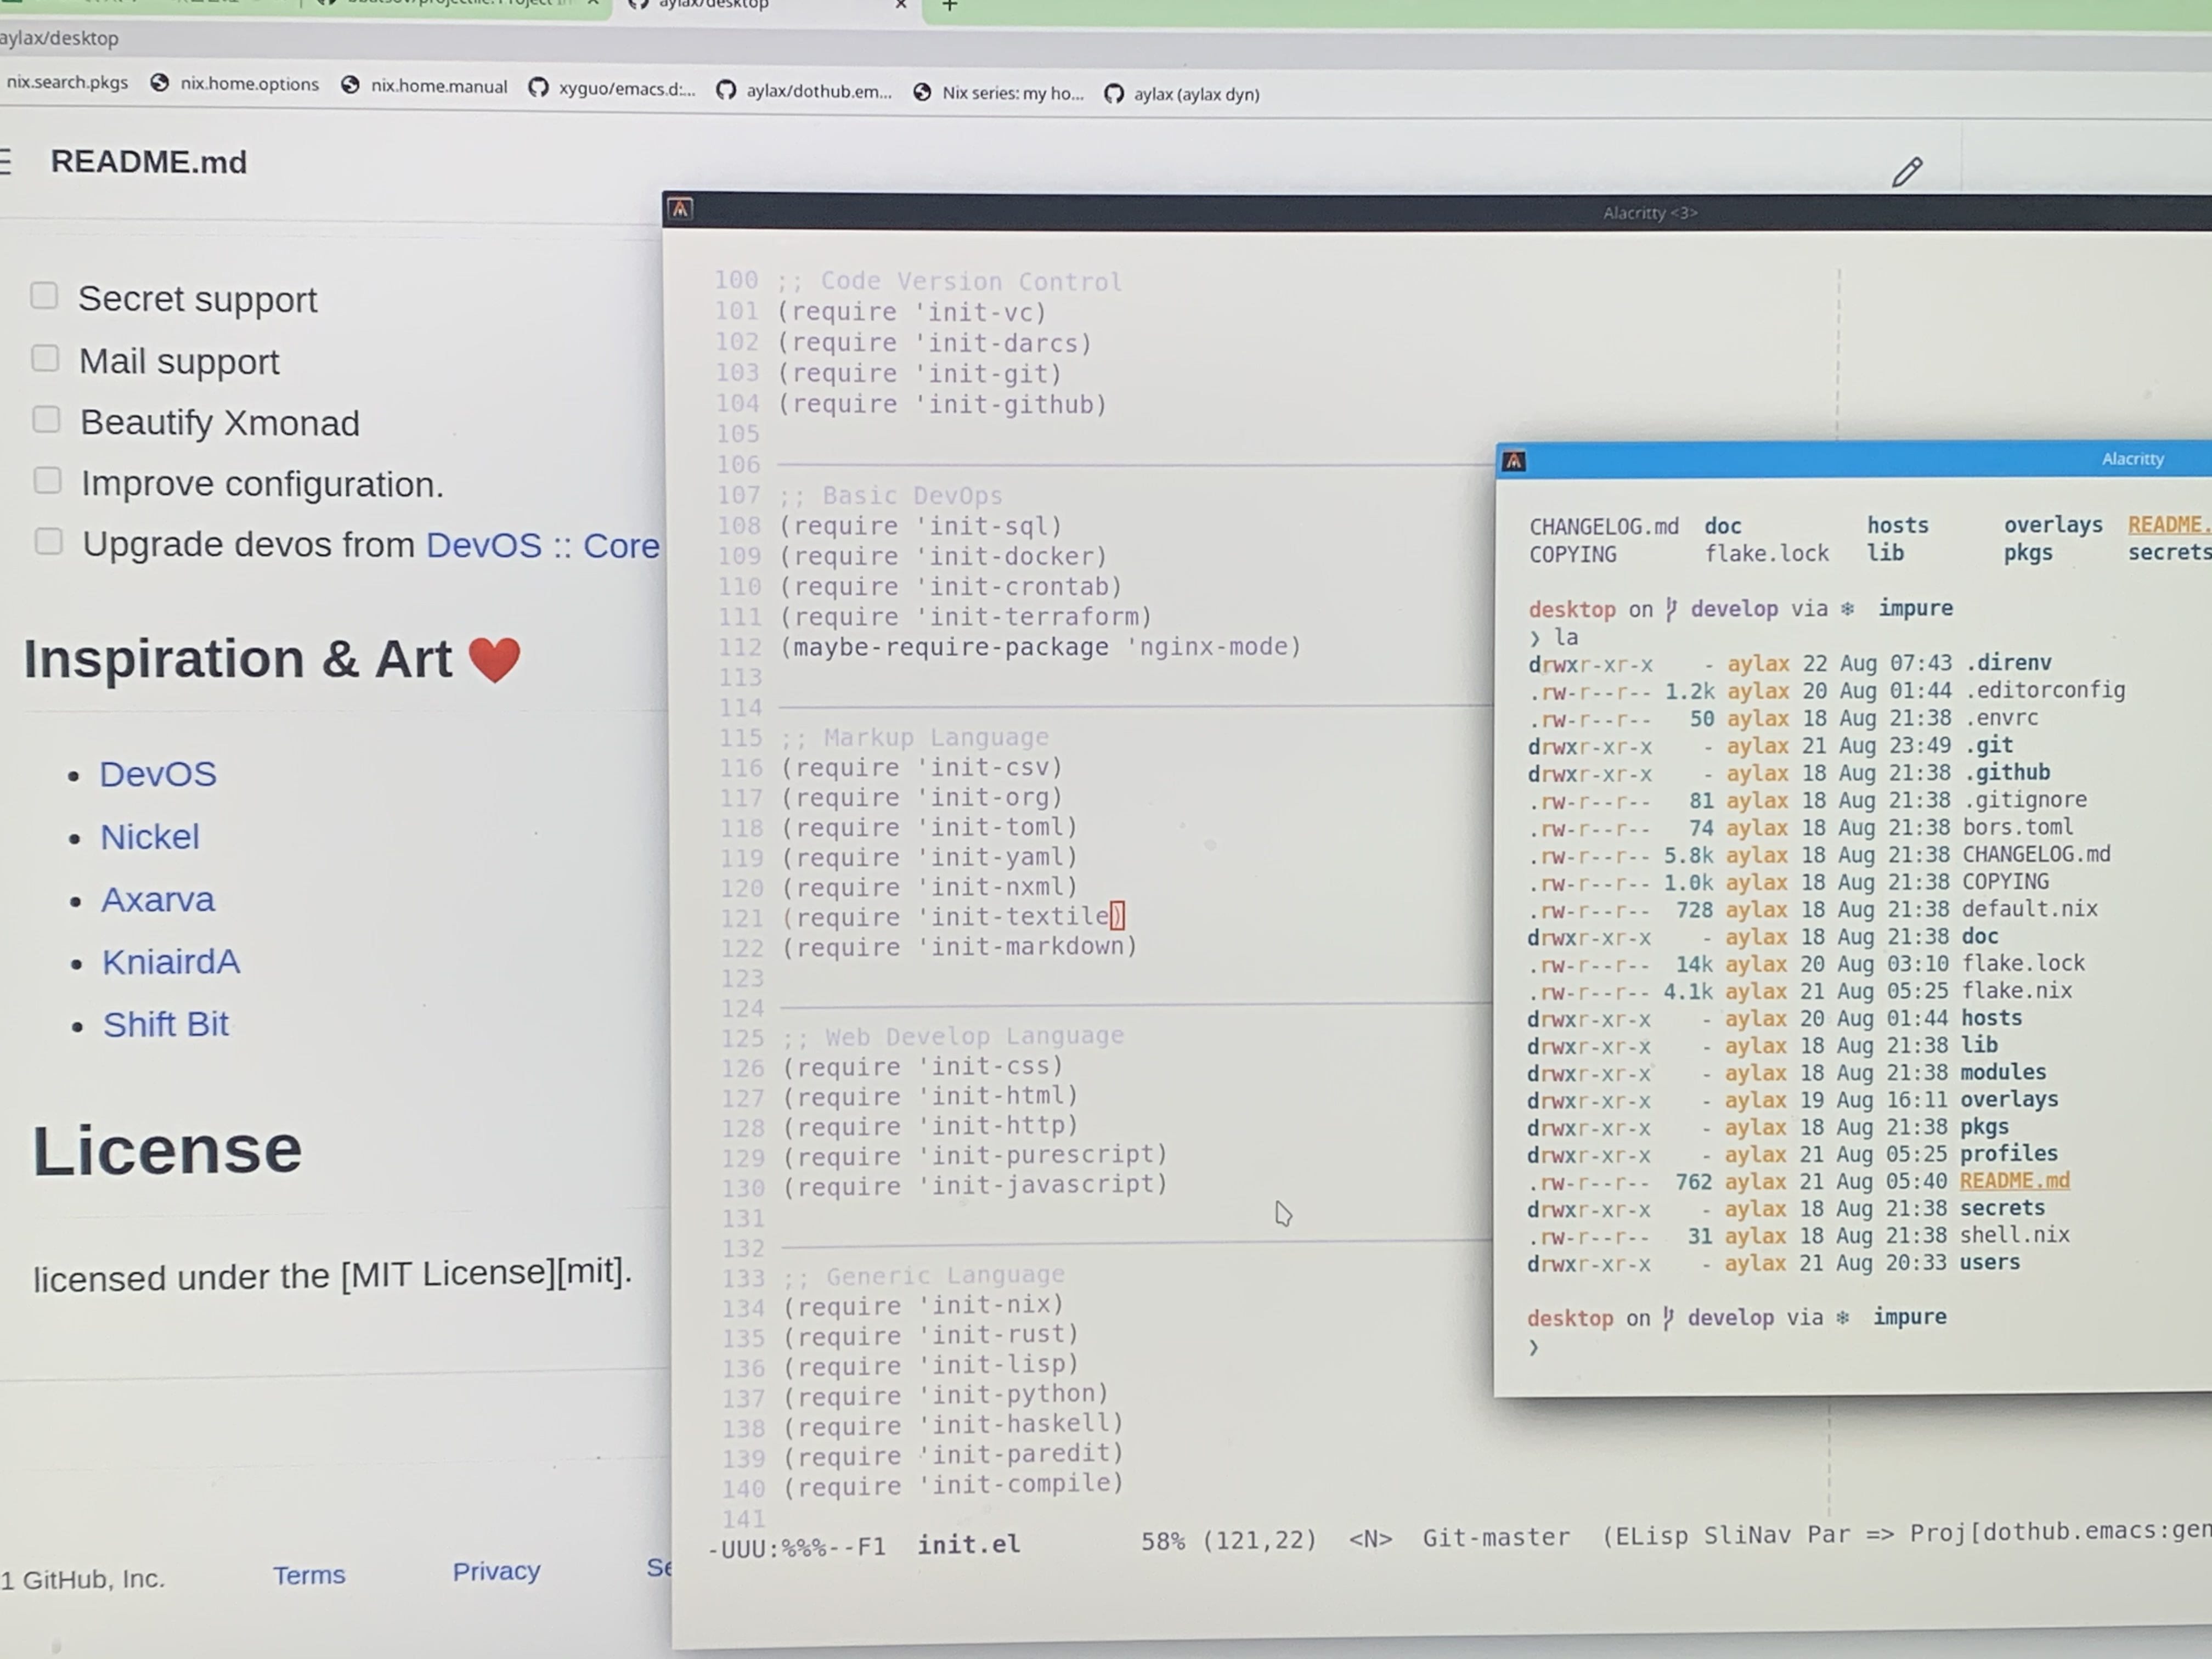 aylax/desktop
aylax/desktop
nix.search.pkgs nix.home.options nix.home.manual xyguo/emacs.d:... aylax/dothub.em... Nix series: my ho... aylax (aylax dyn)
README.md
Secret support
Mail support
Beautify Xmonad
Improve configuration.
Upgrade devos from DevOS :: Core
Inspiration & Art ❤️
• DevOS
• Nickel
• Axarva
• KniairdA
• Shift Bit
License
licensed under the [MIT License][mit].
1 GitHub, Inc. Terms Privacy
Alacritty <3>
100 ;; Code Version Control
101 (require 'init-vc)
102 (require 'init-darcs)
103 (require 'init-git)
104 (require 'init-github)
105
106
107 ;; Basic DevOps
108 (require 'init-sql)
109 (require 'init-docker)
110 (require 'init-crontab)
111 (require 'init-terraform)
112 (maybe-require-package 'nginx-mode)
113
114
115 ;; Markup Language
116 (require 'init-csv)
117 (require 'init-org)
118 (require 'init-toml)
119 (require 'init-yaml)
120 (require 'init-nxml)
121 (require 'init-textile)
122 (require 'init-markdown)
123
124
125 ;; Web Develop Language
126 (require 'init-css)
127 (require 'init-html)
128 (require 'init-http)
129 (require 'init-purescript)
130 (require 'init-javascript)
131
132
133 ;; Generic Language
134 (require 'init-nix)
135 (require 'init-rust)
136 (require 'init-lisp)
137 (require 'init-python)
138 (require 'init-haskell)
139 (require 'init-paredit)
140 (require 'init-compile)
141
-UUU:%%%--F1 init.el 58% (121,22) <N> Git-master (ELisp SliNav Par => Proj[dothub.emacs:gen
Alacritty
CHANGELOG.md doc hosts overlays README.
COPYING flake.lock lib pkgs secrets
desktop on develop via ❄ impure
❯ la
drwxr-xr-x - aylax 22 Aug 07:43 .direnv
.rw-r--r-- 1.2k aylax 20 Aug 01:44 .editorconfig
.rw-r--r-- 50 aylax 18 Aug 21:38 .envrc
drwxr-xr-x - aylax 21 Aug 23:49 .git
drwxr-xr-x - aylax 18 Aug 21:38 .github
.rw-r--r-- 81 aylax 18 Aug 21:38 .gitignore
.rw-r--r-- 74 aylax 18 Aug 21:38 bors.toml
.rw-r--r-- 5.8k aylax 18 Aug 21:38 CHANGELOG.md
.rw-r--r-- 1.0k aylax 18 Aug 21:38 COPYING
.rw-r--r-- 728 aylax 18 Aug 21:38 default.nix
drwxr-xr-x - aylax 18 Aug 21:38 doc
.rw-r--r-- 14k aylax 20 Aug 03:10 flake.lock
.rw-r--r-- 4.1k aylax 21 Aug 05:25 flake.nix
drwxr-xr-x - aylax 20 Aug 01:44 hosts
drwxr-xr-x - aylax 18 Aug 21:38 lib
drwxr-xr-x - aylax 18 Aug 21:38 modules
drwxr-xr-x - aylax 19 Aug 16:11 overlays
drwxr-xr-x - aylax 18 Aug 21:38 pkgs
drwxr-xr-x - aylax 21 Aug 05:25 profiles
.rw-r--r-- 762 aylax 21 Aug 05:40 README.md
drwxr-xr-x - aylax 18 Aug 21:38 secrets
.rw-r--r-- 31 aylax 18 Aug 21:38 shell.nix
drwxr-xr-x - aylax 21 Aug 20:33 users
desktop on develop via ❄ impure
❯